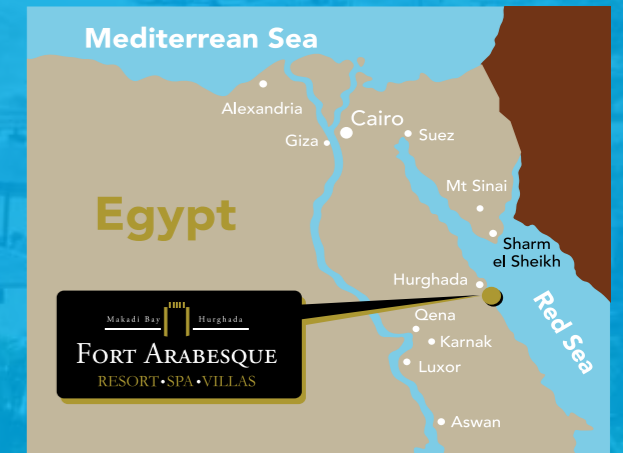 Mediterrean Sea
Alexandria
Cairo
Giza
Suez
Mt Sinai
Egypt
Sharm
el Sheikh
Hurghada
Red Sea
Makadi Bay Hurghada
FORT ARABESQUE
RESORT•SPA•VILLAS
Qena
Karnak
Luxor
Aswan